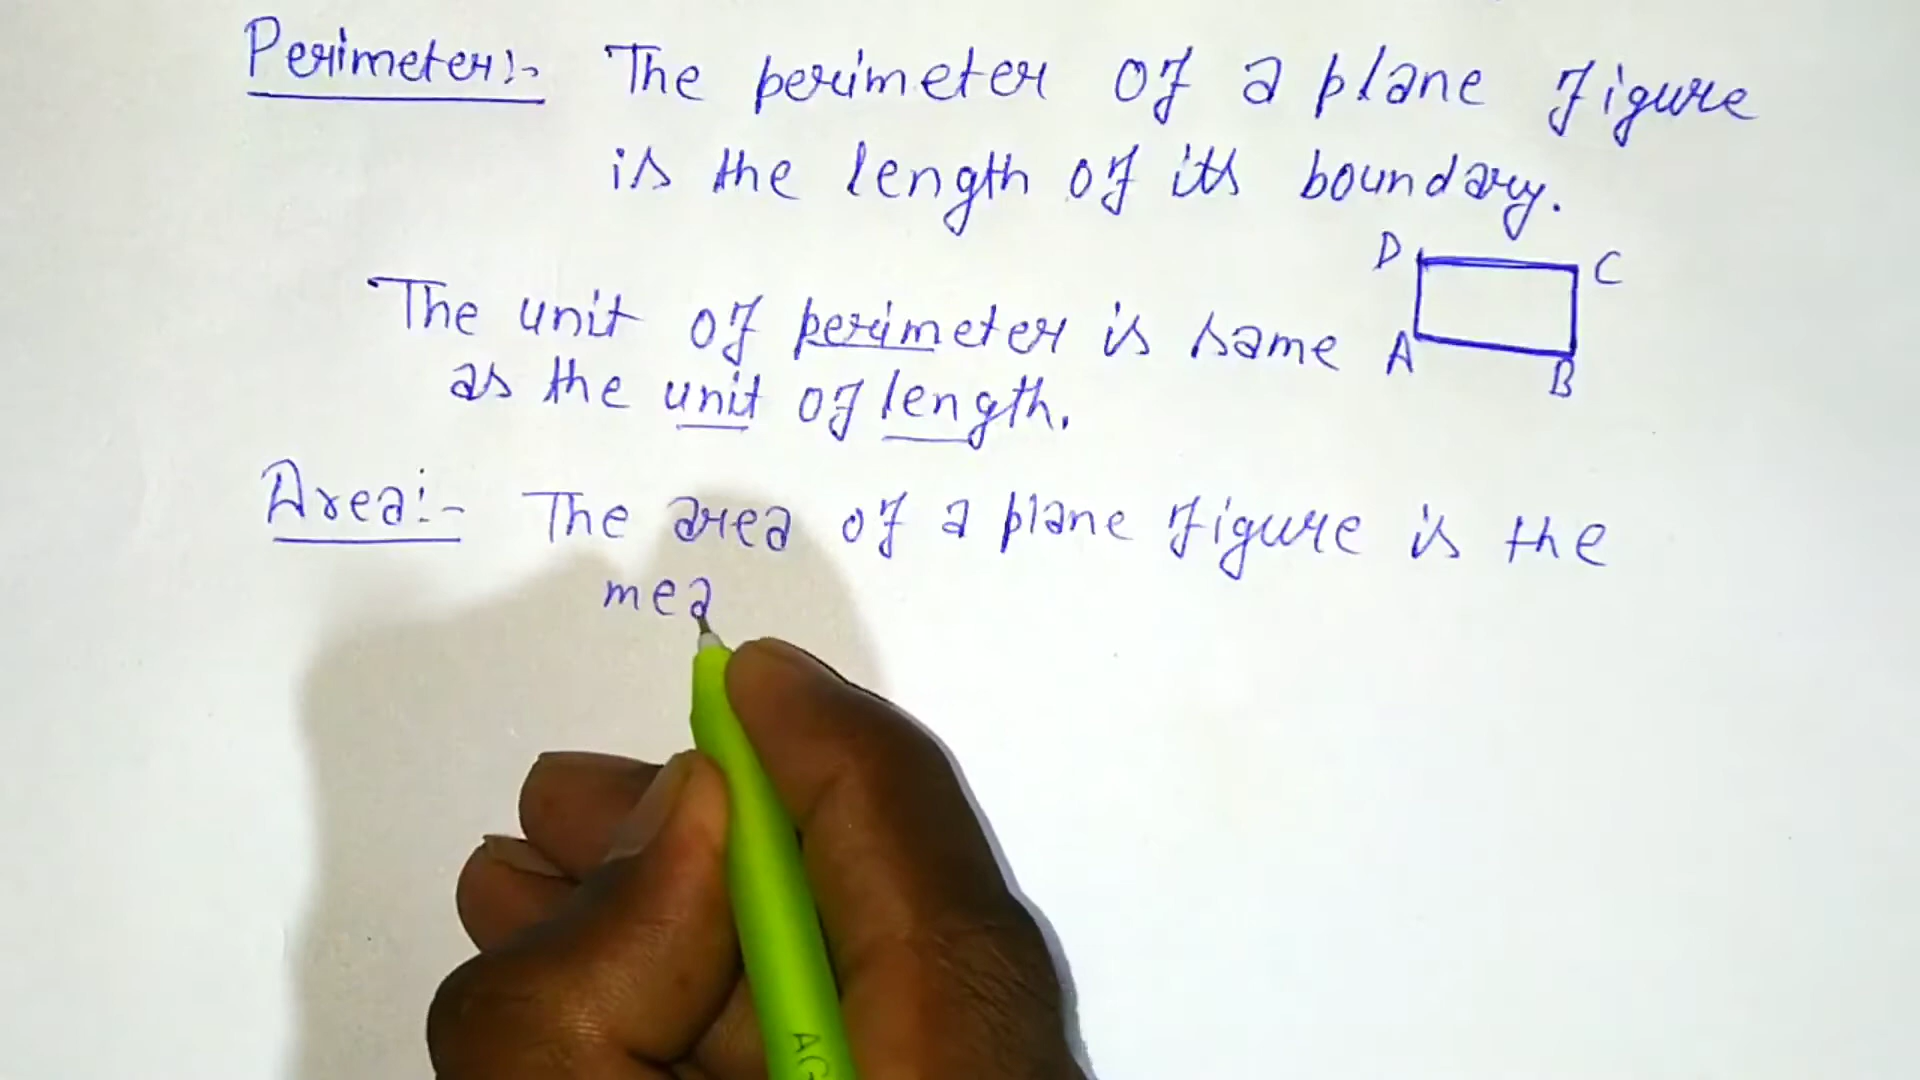 Perimeter:- The perimeter of a plane figure
is the length of its boundary.
D C
The unit of perimeter is same
A B
as the unit of length.
Area:- The area of a plane figure is the
mea
AG